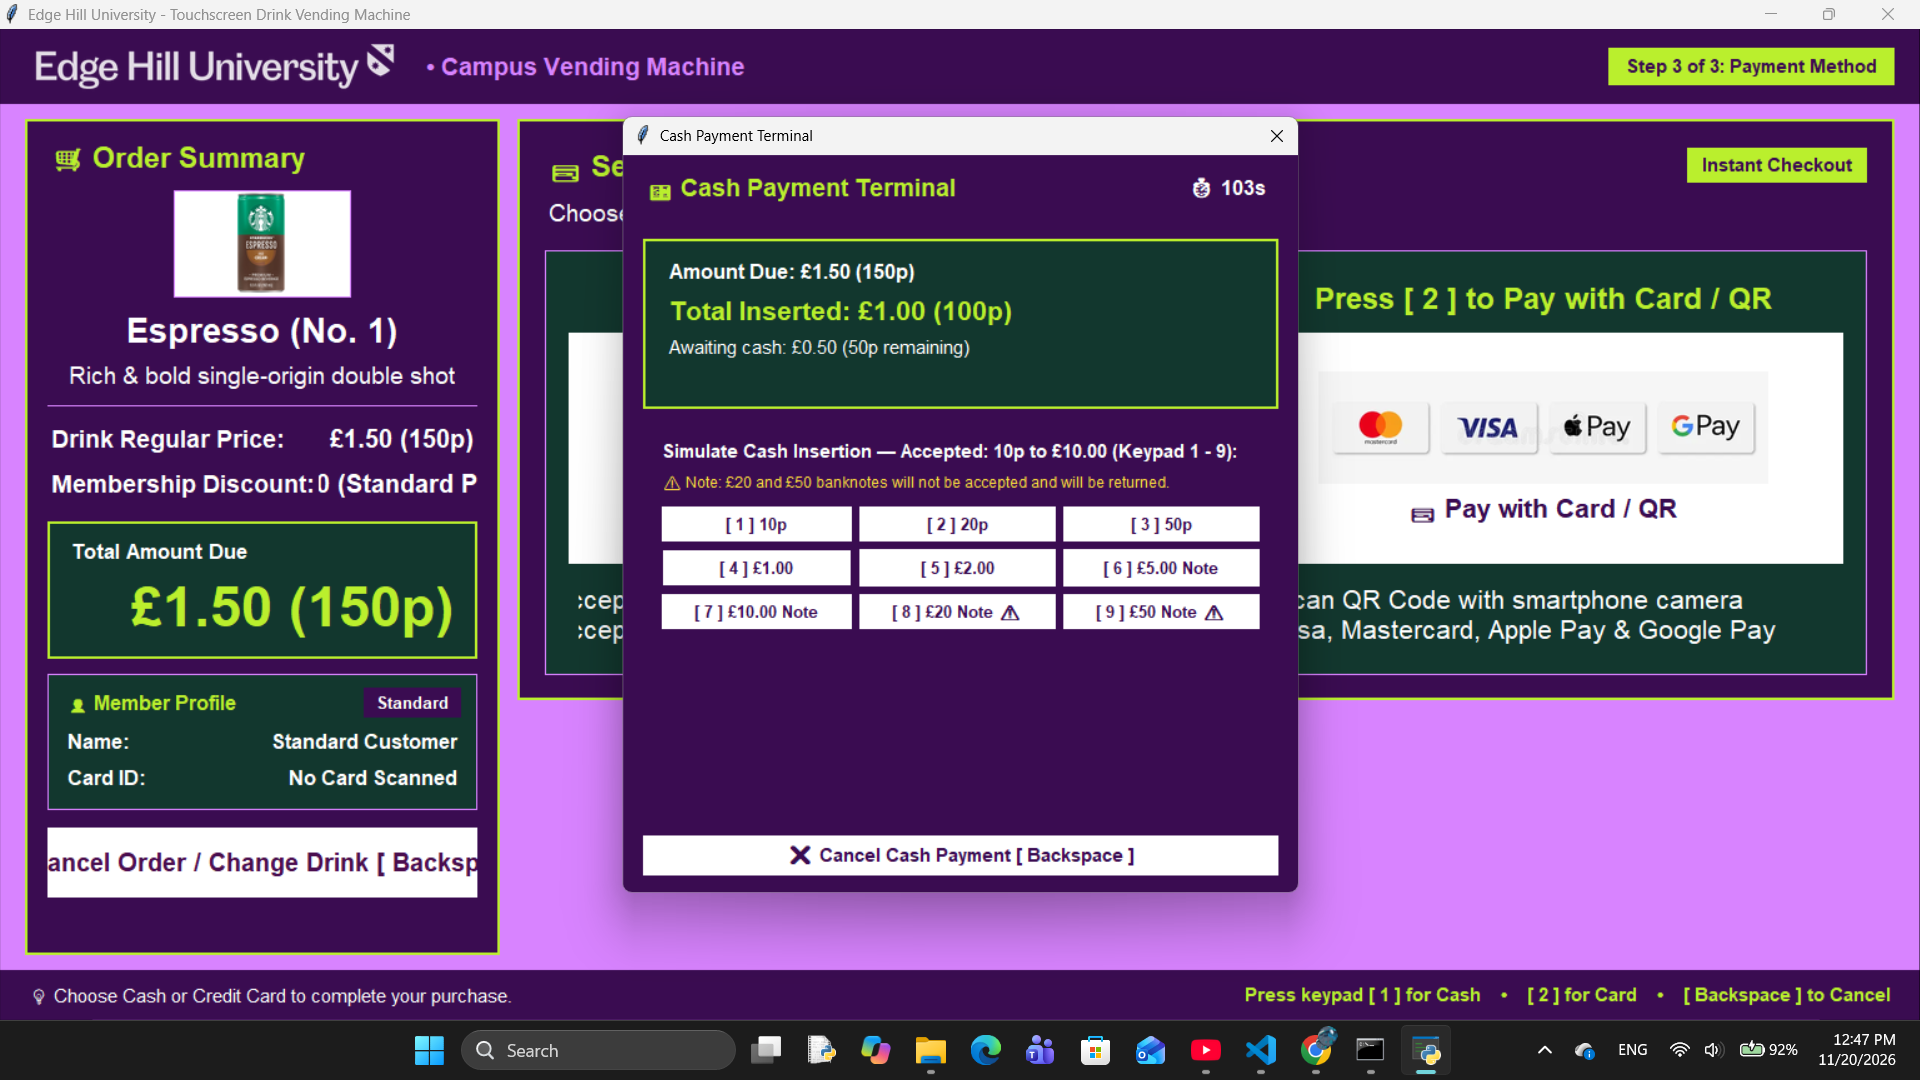 Edge Hill University - Touchscreen Drink Vending Machine
Edge Hill University
• Campus Vending Machine
Step 3 of 3: Payment Method
Order Summary
ESPRESSO
Espresso (No. 1)
Rich & bold single-origin double shot
Drink Regular Price: £1.50 (150p)
Membership Discount:0 (Standard P
Total Amount Due
£1.50 (150p)
Member Profile
Standard
Name: Standard Customer
Card ID: No Card Scanned
ancel Order / Change Drink [ Backsp
Se
Choose
ccep
ccep
Instant Checkout
Press [ 2 ] to Pay with Card / QR
mastercard
VISA
Pay
G Pay
Pay with Card / QR
can QR Code with smartphone camera
sa, Mastercard, Apple Pay & Google Pay
Cash Payment Terminal
Cash Payment Terminal
103s
Amount Due: £1.50 (150p)
Total Inserted: £1.00 (100p)
Awaiting cash: £0.50 (50p remaining)
Simulate Cash Insertion — Accepted: 10p to £10.00 (Keypad 1 - 9):
⚠ Note: £20 and £50 banknotes will not be accepted and will be returned.
[ 1 ] 10p
[ 2 ] 20p
[ 3 ] 50p
[ 4 ] £1.00
[ 5 ] £2.00
[ 6 ] £5.00 Note
[ 7 ] £10.00 Note
[ 8 ] £20 Note ⚠
[ 9 ] £50 Note ⚠
❌ Cancel Cash Payment [ Backspace ]
Choose Cash or Credit Card to complete your purchase.
Press keypad [ 1 ] for Cash • [ 2 ] for Card • [ Backspace ] to Cancel
Search
ENG
92%
12:47 PM
11/20/2026